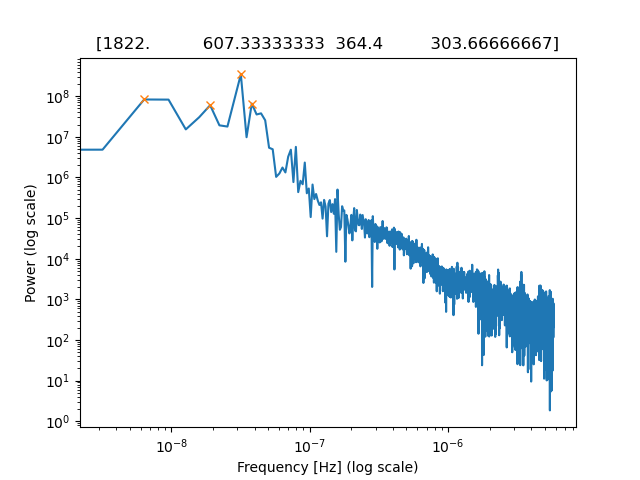 [1822. 607.33333333 364.4 303.66666667]
10⁸
10⁷
10⁶
10⁵
10⁴
10³
10²
10¹
10⁰
Power (log scale)
10⁻⁸ 10⁻⁷ 10⁻⁶
Frequency [Hz] (log scale)